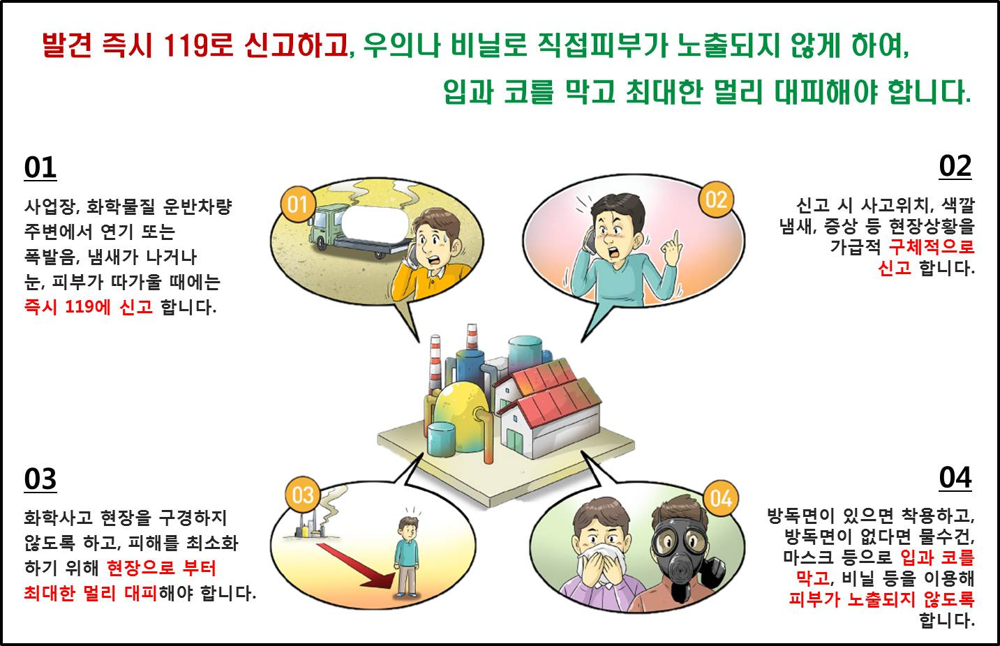 발견 즉시 119로 신고하고, 우의나 비닐로 직접피부가 노출되지 않게 하여,
입과 코를 막고 최대한 멀리 대피해야 합니다.
01
사업장, 화학물질 운반차량
주변에서 연기 또는
폭발음, 냄새가 나거나
눈, 피부가 따가울 때에는
즉시 119에 신고 합니다.
01
02
02
신고 시 사고위치, 색깔
냄새, 증상 등 현장상황을
가급적 구체적으로
신고 합니다.
03
화학사고 현장을 구경하지
않도록 하고, 피해를 최소화
하기 위해 현장으로 부터
최대한 멀리 대피해야 합니다.
03
04
04
방독면이 있으면 착용하고,
방독면이 없다면 물수건,
마스크 등으로 입과 코를
막고, 비닐 등을 이용해
피부가 노출되지 않도록
합니다.